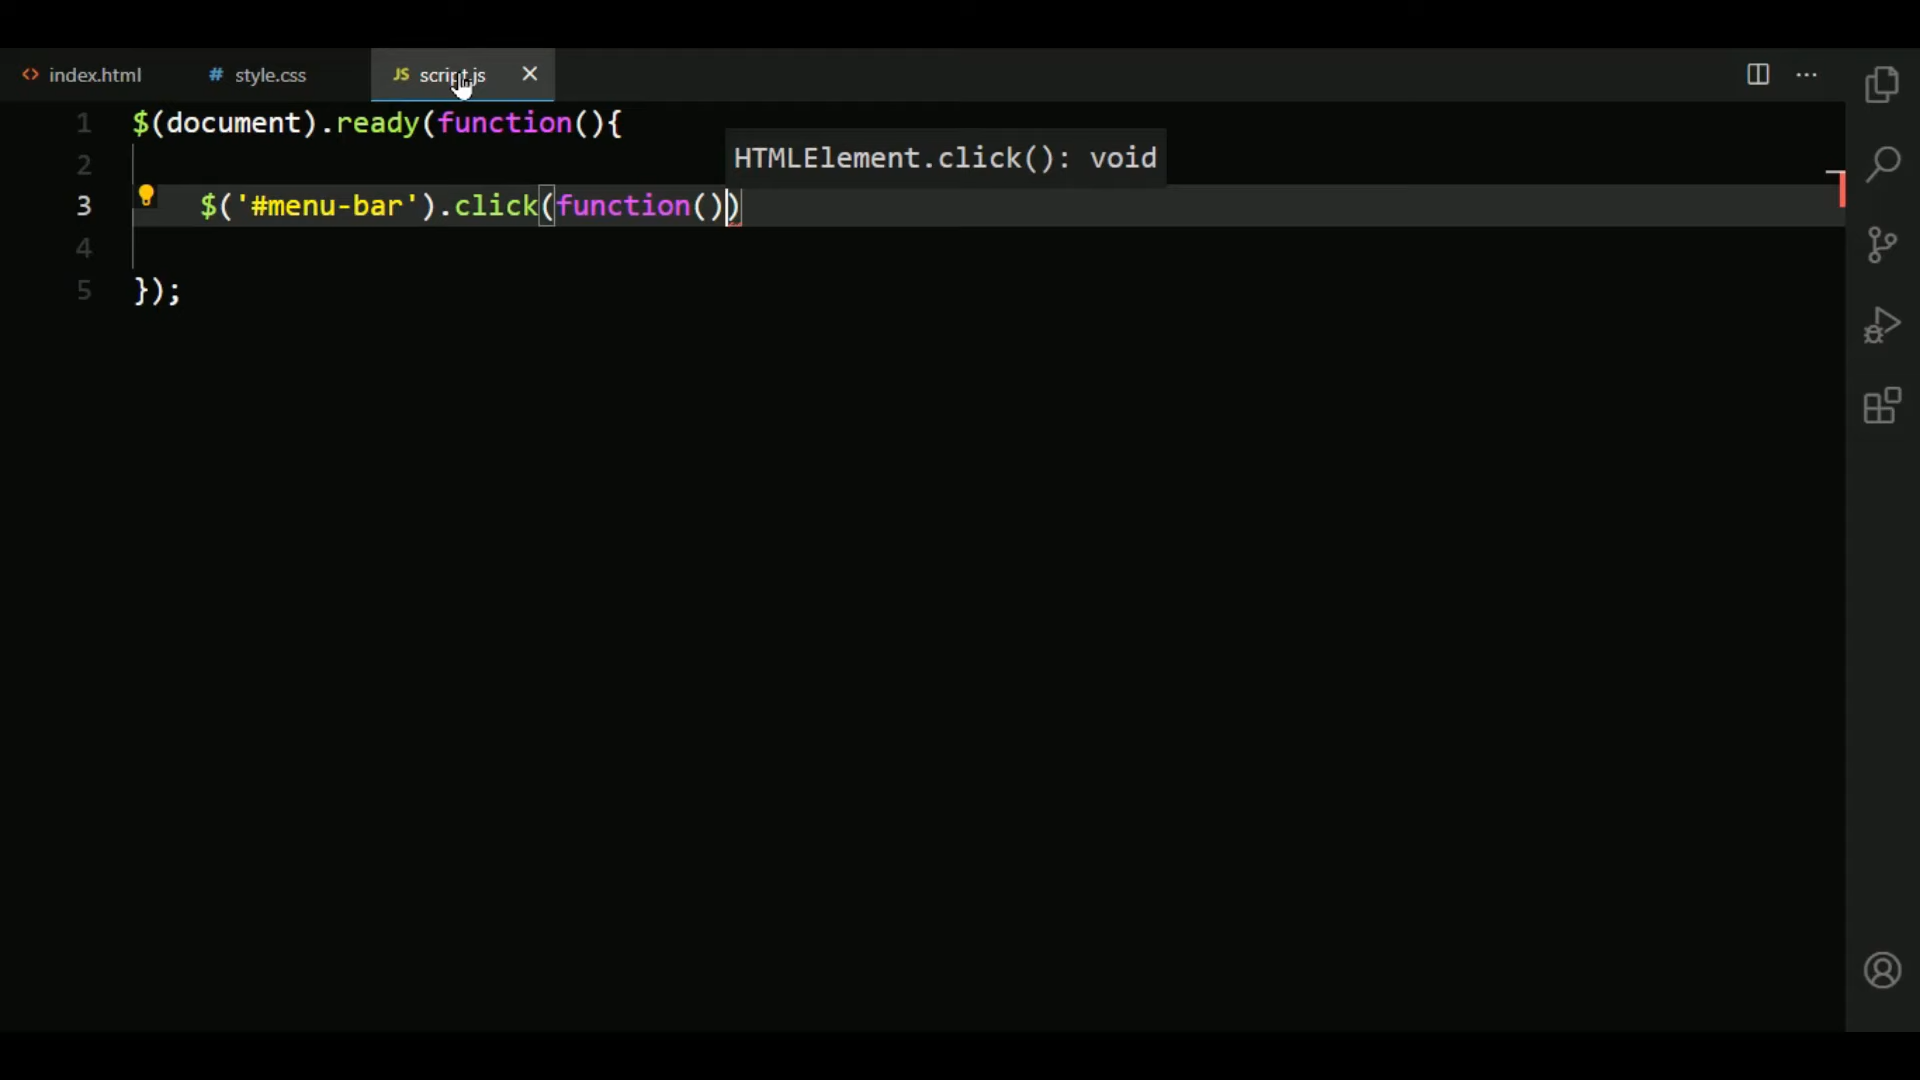 index.html
# style.css
JS script.js
1 $(document).ready(function(){
2
HTMLElement.click(): void
3 $('#menu-bar').click(function())
4
5 });